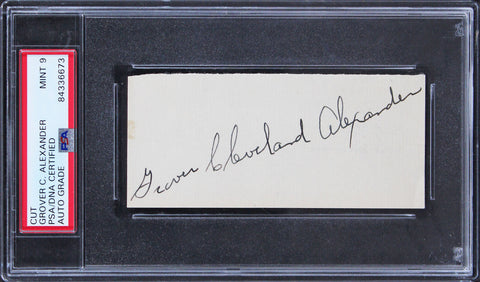 CUT
GROVER C. ALEXANDER
PSA/DNA CERTIFIED
AUTO GRADE
MINT 9
84336673
PSA
Grover Cleveland Alexander